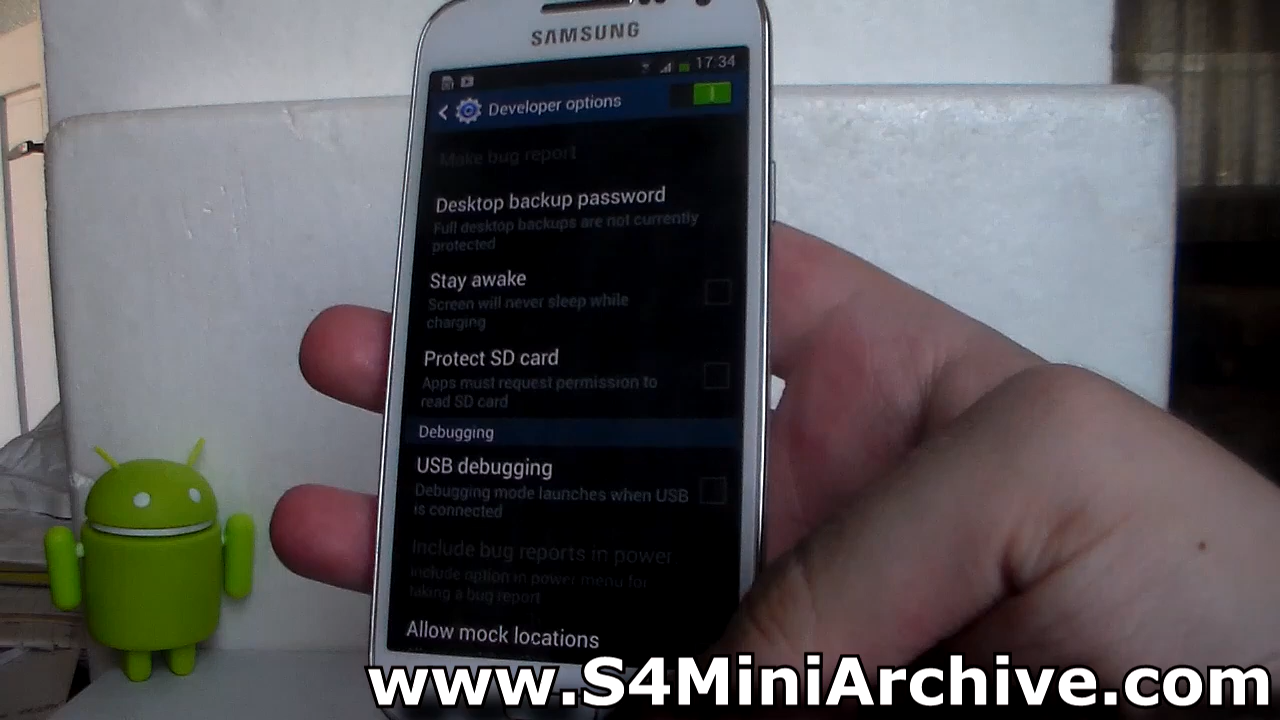 SAMSUNG
17:34
Developer options
Make bug report
Desktop backup password
Full desktop backups are not currently
protected
Stay awake
Screen will never sleep while
charging
Protect SD card
Apps must request permission to
read SD card
Debugging
USB debugging
Debugging mode launches when USB
is connected
Include bug reports in power
Include option in power menu for
taking a bug report
Allow mock locations
www.S4MiniArchive.com